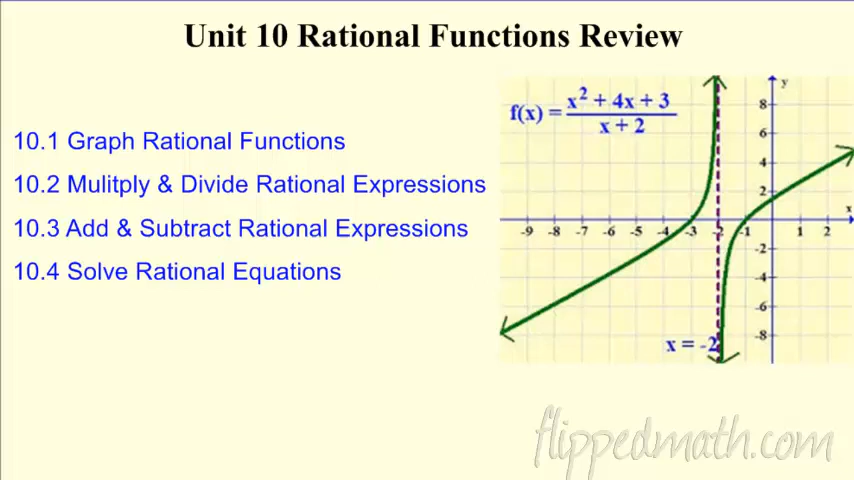 Unit 10 Rational Functions Review
10.1 Graph Rational Functions
10.2 Mulitply & Divide Rational Expressions
10.3 Add & Subtract Rational Expressions
10.4 Solve Rational Equations
f(x) = x² + 4x + 3
x + 2
y
8
6
4
2
x
-9 -8 -7 -6 -5 -4 -3 -2 -1 1 2
-2
-4
-6
-8
x = -2
flippedmath.com